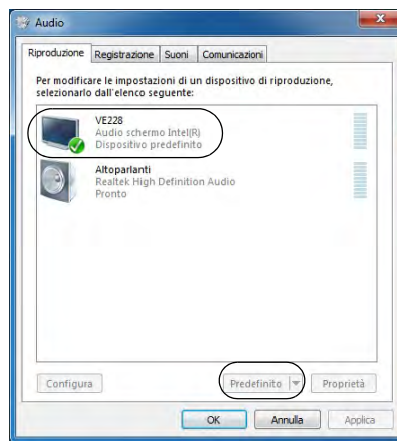 Audio
Riproduzione Registrazione Suoni Comunicazioni
Per modificare le impostazioni di un dispositivo di riproduzione,
selezionarlo dall'elenco seguente:
VE228
Audio schermo Intel(R)
Dispositivo predefinito
Altoparlanti
Realtek High Definition Audio
Pronto
Configura Predefinito Proprietà
OK Annulla Applica